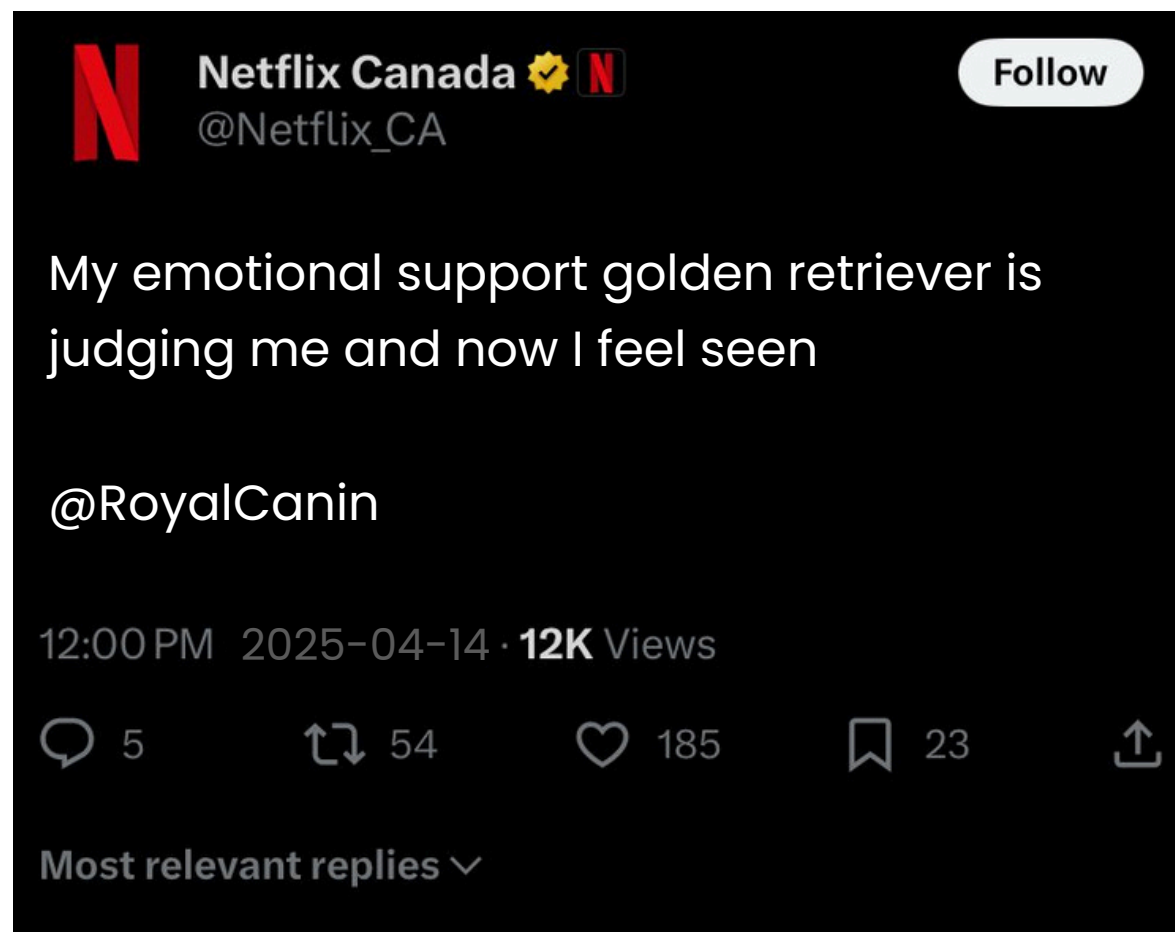 Netflix Canada
Follow
@Netflix_CA
My emotional support golden retriever is
judging me and now I feel seen
@RoyalCanin
12:00 PM 2025-04-14 · 12K Views
5 54 185 23
Most relevant replies